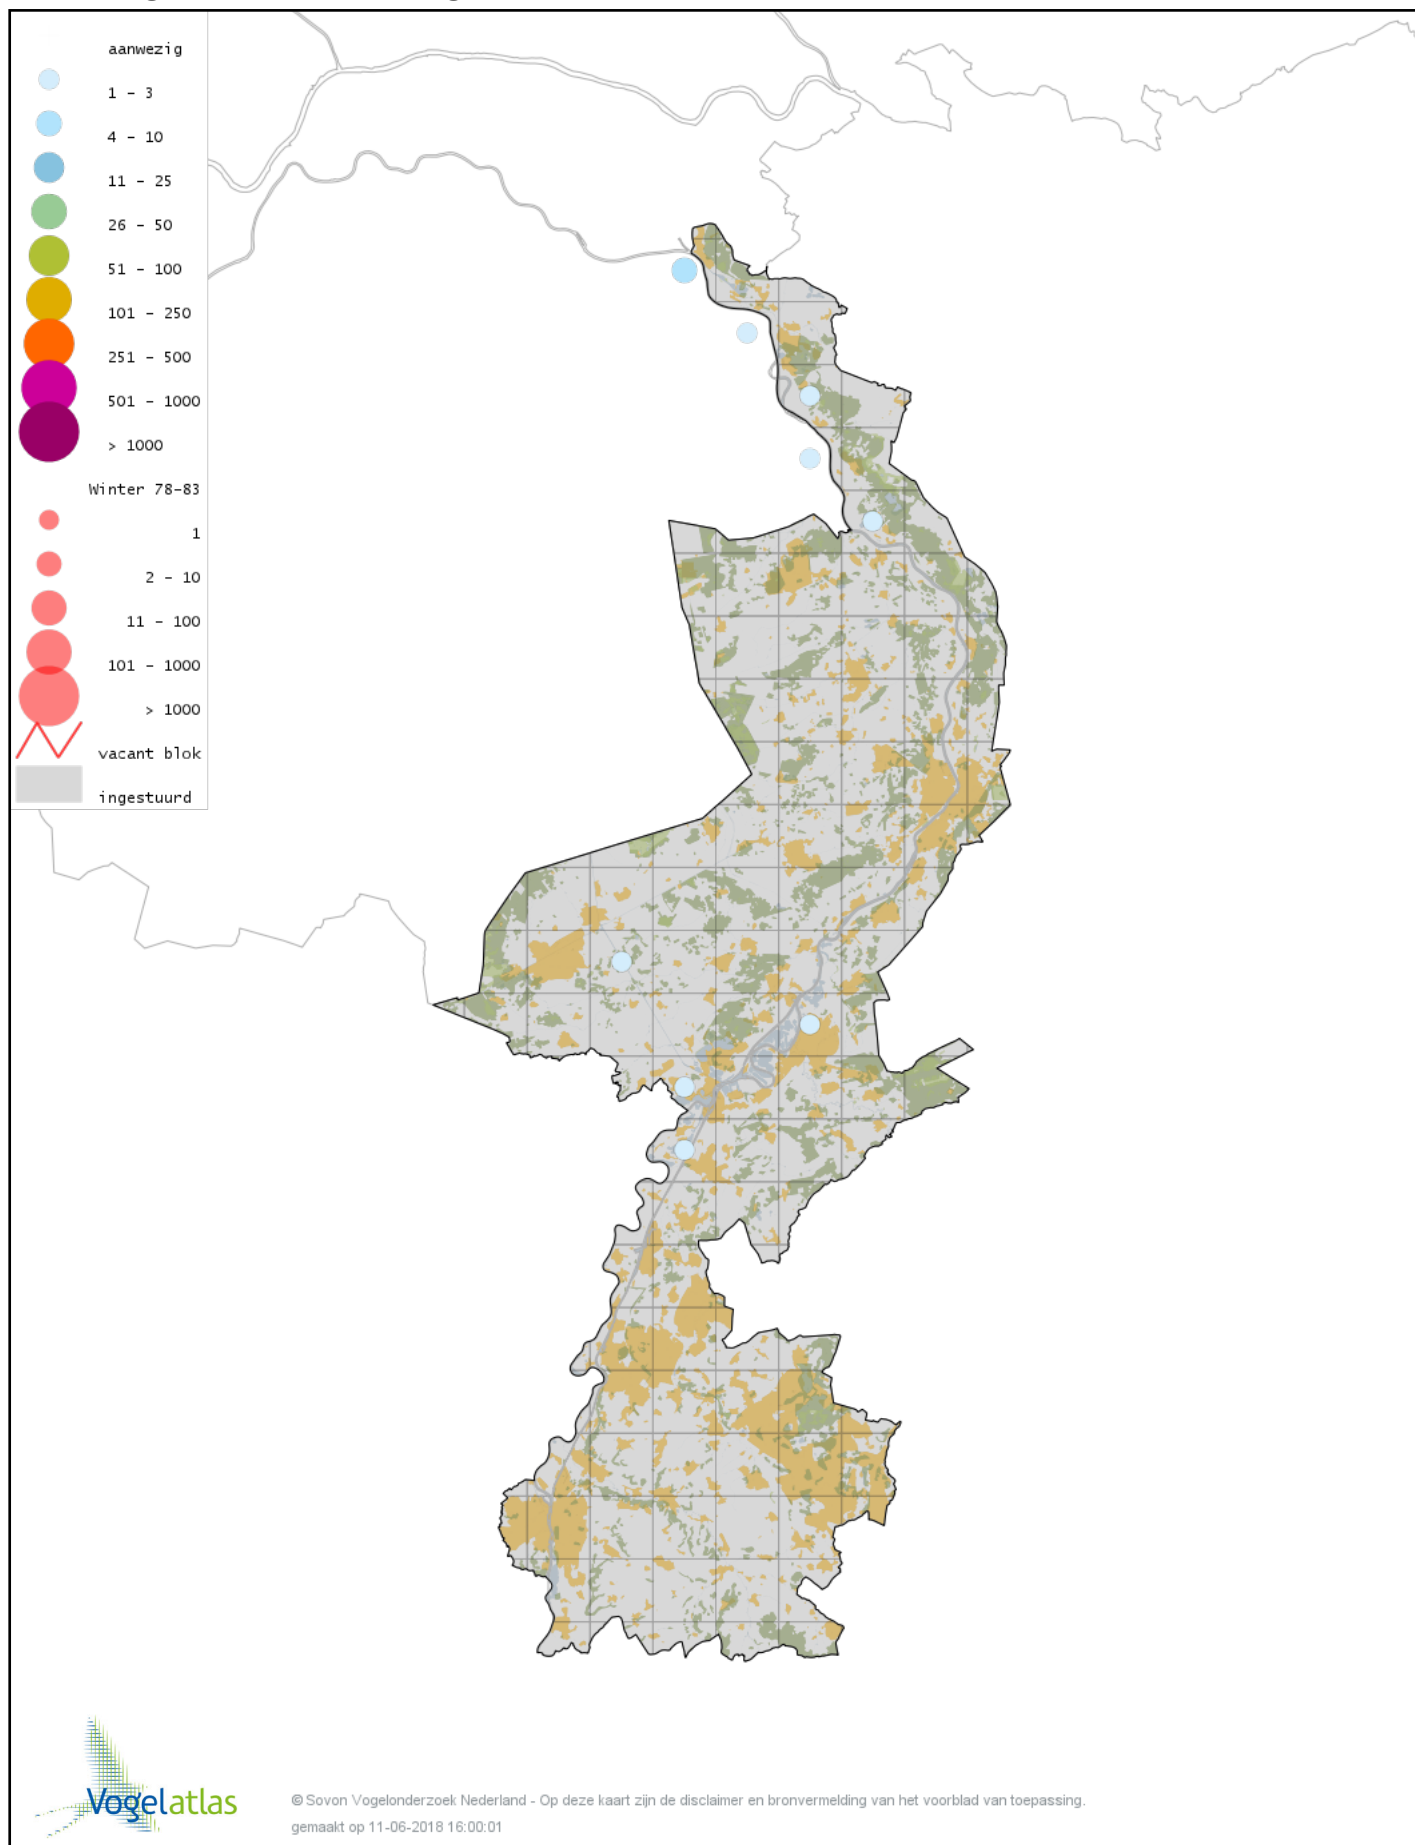 aanwezig
1 - 3
4 - 10
11 - 25
26 - 50
51 - 100
101 - 250
251 - 500
501 - 1000
> 1000
Winter 78-83
1
2 - 10
11 - 100
101 - 1000
> 1000
vacant blok
ingestuurd
Vogelatlas
© Sovon Vogelonderzoek Nederland - Op deze kaart zijn de disclaimer en bronvermelding van het voorblad van toepassing.
gemaakt op 11-06-2018 16:00:01